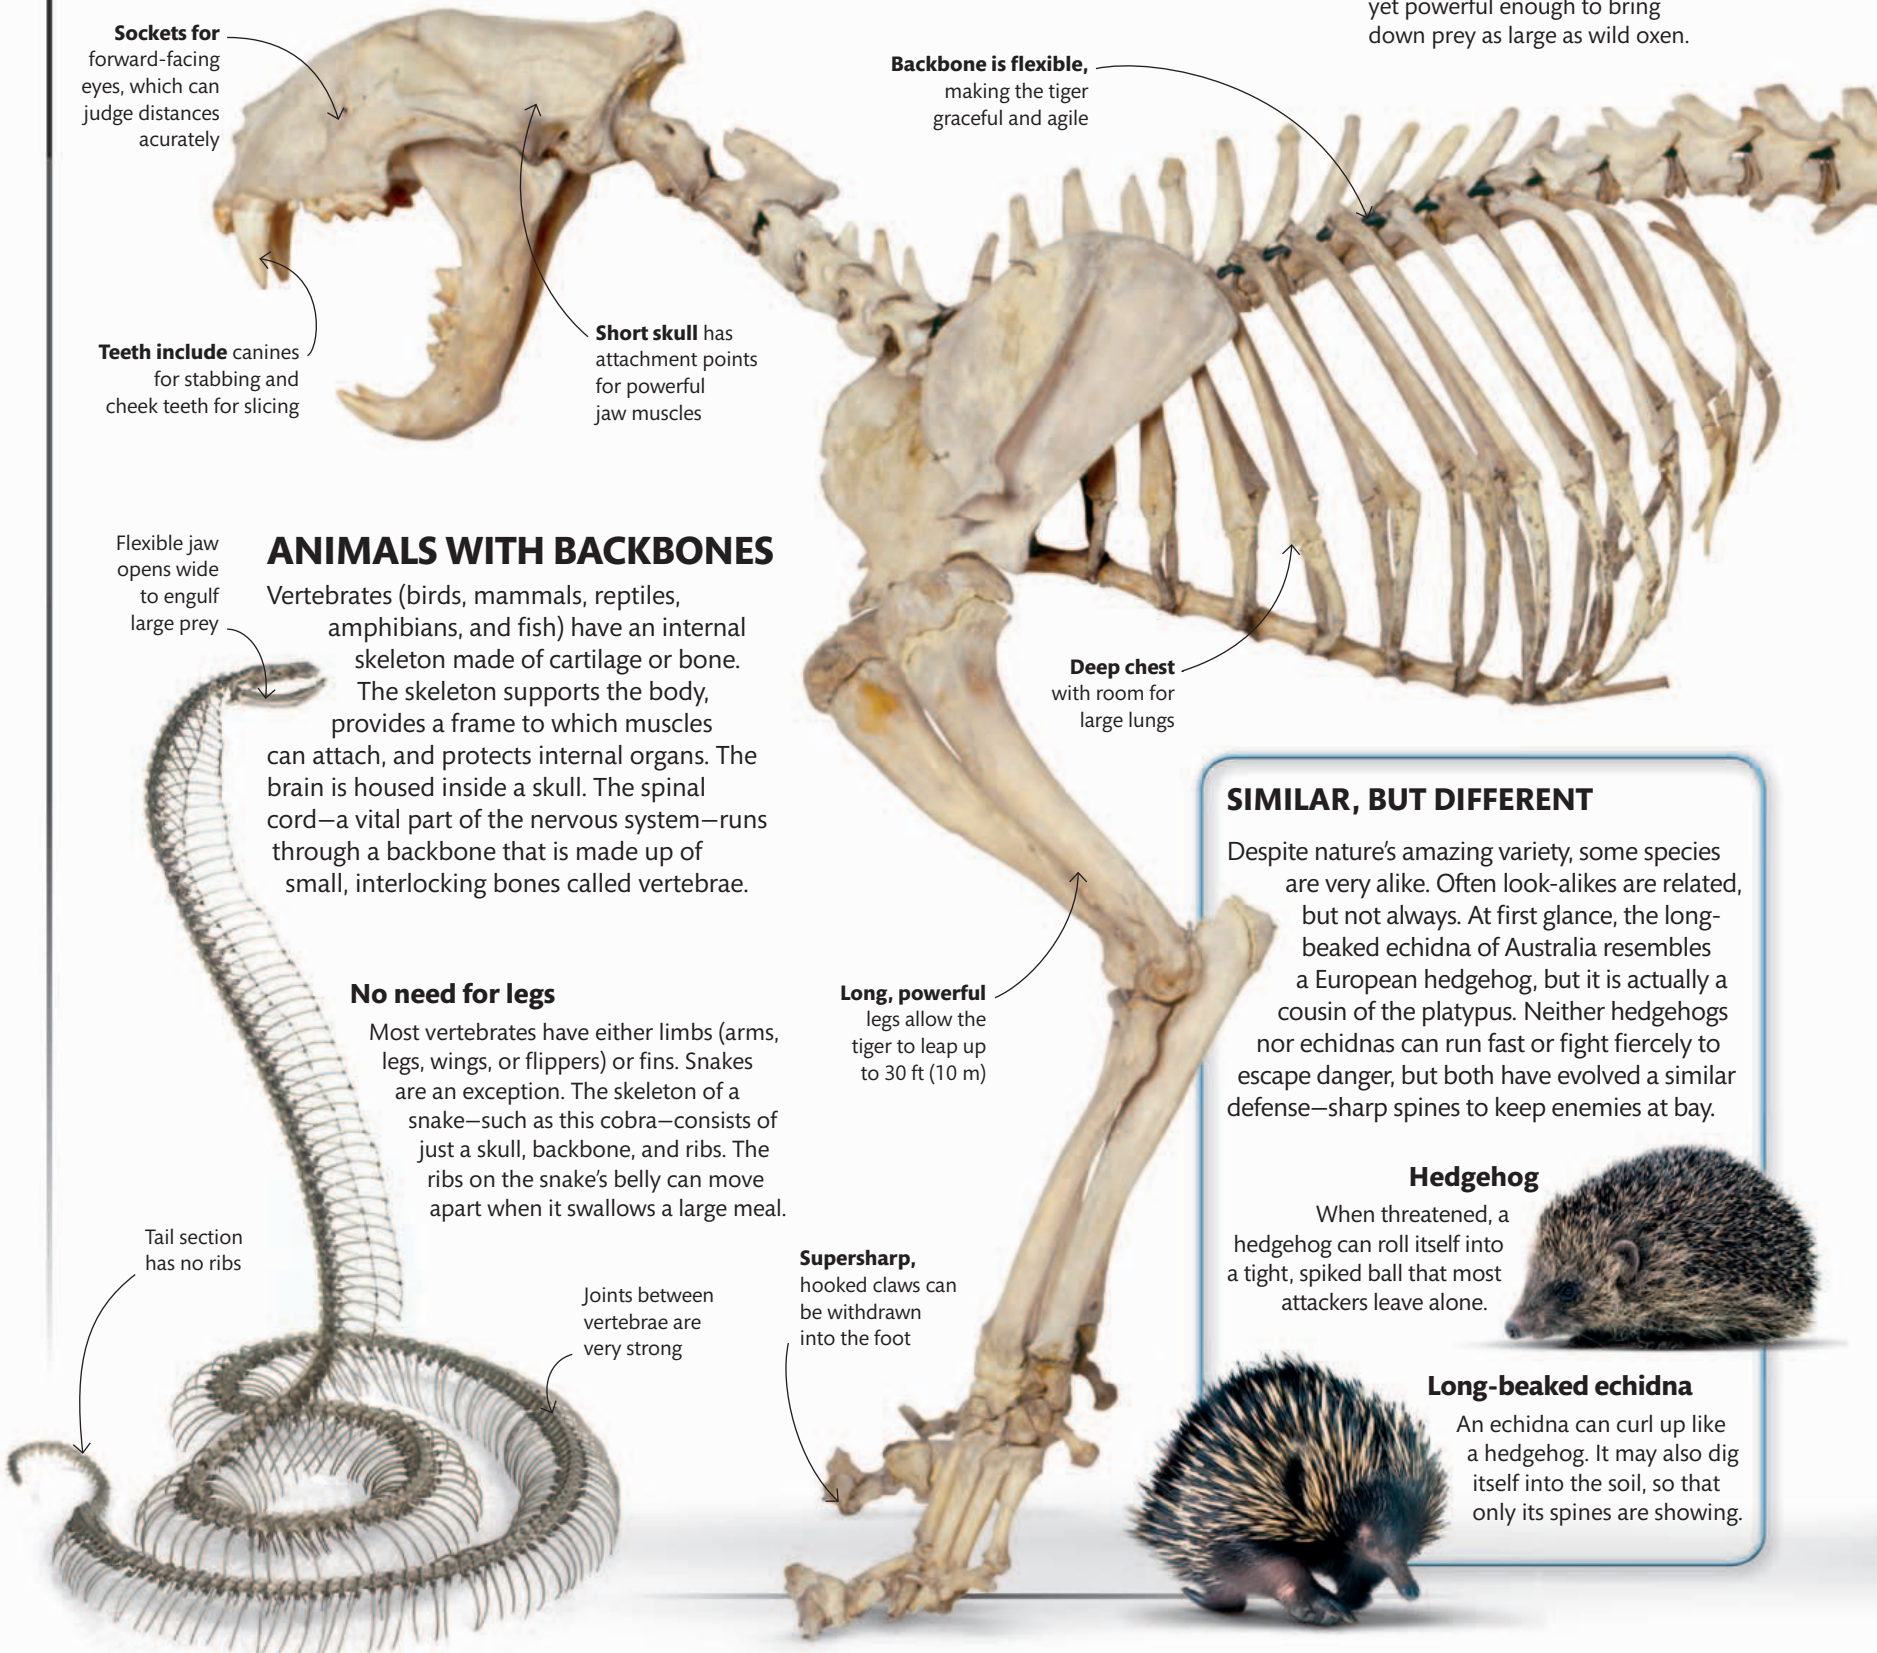 yet powerful enough to bring
down prey as large as wild oxen.
Sockets for
forward-facing
eyes, which can
judge distances
acurately
Backbone is flexible,
making the tiger
graceful and agile
Teeth include canines
for stabbing and
cheek teeth for slicing
Short skull has
attachment points
for powerful
jaw muscles
Flexible jaw
opens wide
to engulf
large prey
ANIMALS WITH BACKBONES
Vertebrates (birds, mammals, reptiles,
amphibians, and fish) have an internal
skeleton made of cartilage or bone.
The skeleton supports the body,
provides a frame to which muscles
can attach, and protects internal organs. The
brain is housed inside a skull. The spinal
cord—a vital part of the nervous system—runs
through a backbone that is made up of
small, interlocking bones called vertebrae.
Deep chest
with room for
large lungs
No need for legs
Most vertebrates have either limbs (arms,
legs, wings, or flippers) or fins. Snakes
are an exception. The skeleton of a
snake—such as this cobra—consists of
just a skull, backbone, and ribs. The
ribs on the snake's belly can move
apart when it swallows a large meal.
Long, powerful
legs allow the
tiger to leap up
to 30 ft (10 m)
Tail section
has no ribs
Joints between
vertebrae are
very strong
Supersharp,
hooked claws can
be withdrawn
into the foot
SIMILAR, BUT DIFFERENT
Despite nature's amazing variety, some species
are very alike. Often look-alikes are related,
but not always. At first glance, the long-
beaked echidna of Australia resembles
a European hedgehog, but it is actually a
cousin of the platypus. Neither hedgehogs
nor echidnas can run fast or fight fiercely to
escape danger, but both have evolved a similar
defense—sharp spines to keep enemies at bay.
Hedgehog
When threatened, a
hedgehog can roll itself into
a tight, spiked ball that most
attackers leave alone.
Long-beaked echidna
An echidna can curl up like
a hedgehog. It may also dig
itself into the soil, so that
only its spines are showing.